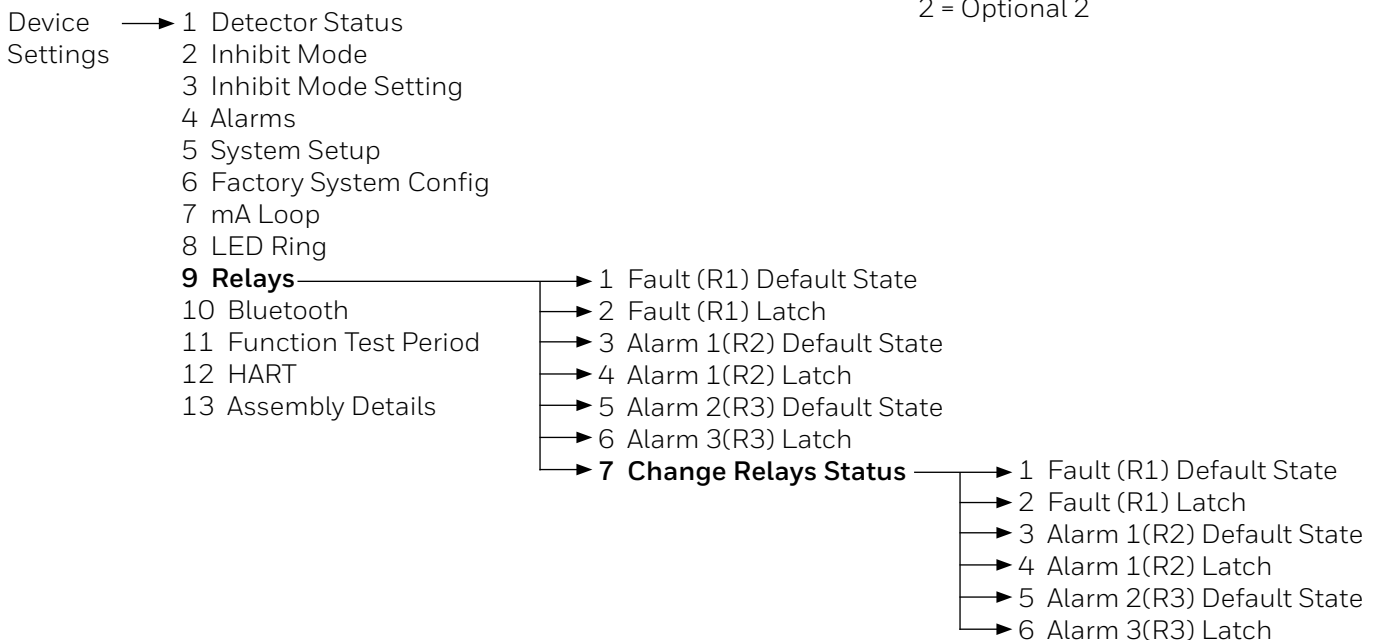 2 = Optional 2
Device
Settings
1 Detector Status
2 Inhibit Mode
3 Inhibit Mode Setting
4 Alarms
5 System Setup
6 Factory System Config
7 mA Loop
8 LED Ring
9 Relays
10 Bluetooth
11 Function Test Period
12 HART
13 Assembly Details
1 Fault (R1) Default State
2 Fault (R1) Latch
3 Alarm 1(R2) Default State
4 Alarm 1(R2) Latch
5 Alarm 2(R3) Default State
6 Alarm 3(R3) Latch
7 Change Relays Status
1 Fault (R1) Default State
2 Fault (R1) Latch
3 Alarm 1(R2) Default State
4 Alarm 1(R2) Latch
5 Alarm 2(R3) Default State
6 Alarm 3(R3) Latch